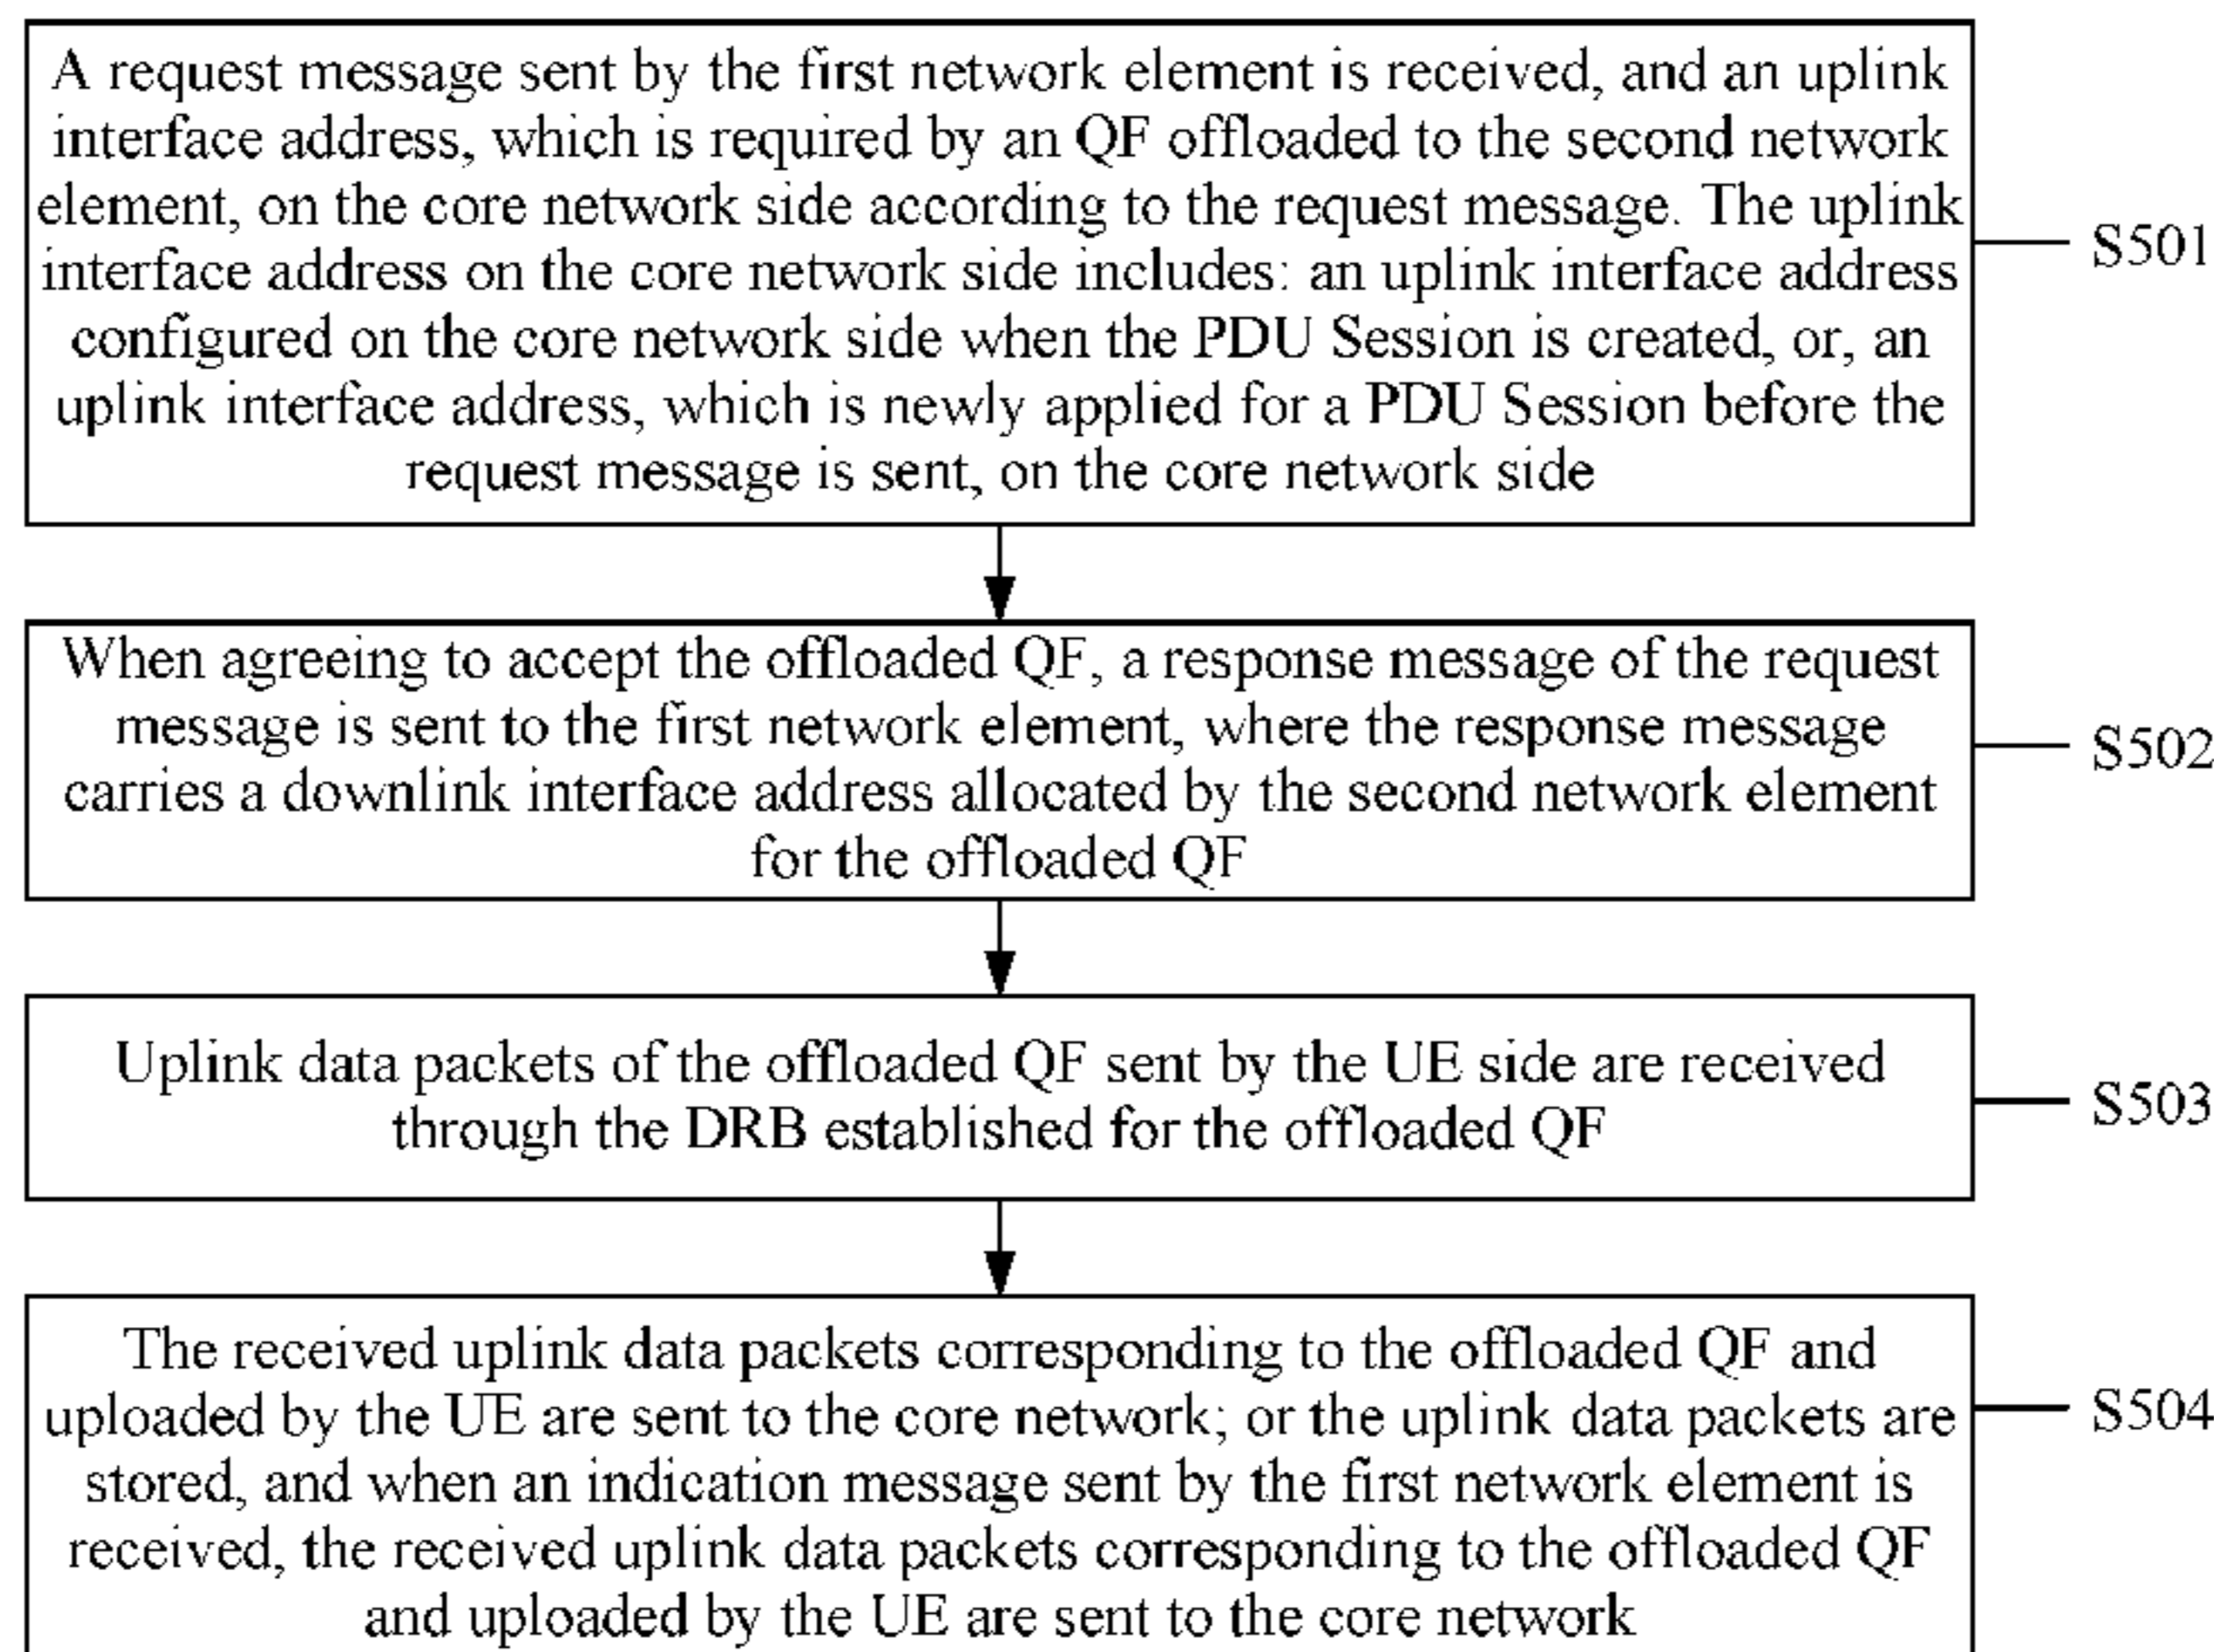 A request message sent by the first network element is received, and an uplink
interface address, which is required by an QF offloaded to the second network
element, on the core network side according to the request message. The uplink
interface address on the core network side includes: an uplink interface address
configured on the core network side when the PDU Session is created, or, an
uplink interface address, which is newly applied for a PDU Session before the
request message is sent, on the core network side
S501
When agreeing to accept the offloaded QF, a response message of the request
message is sent to the first network element, where the response message
carries a downlink interface address allocated by the second network element
for the offloaded QF
S502
Uplink data packets of the offloaded QF sent by the UE side are received
through the DRB established for the offloaded QF
S503
The received uplink data packets corresponding to the offloaded QF and
uploaded by the UE are sent to the core network; or the uplink data packets are
stored, and when an indication message sent by the first network element is
received, the received uplink data packets corresponding to the offloaded QF
and uploaded by the UE are sent to the core network
S504